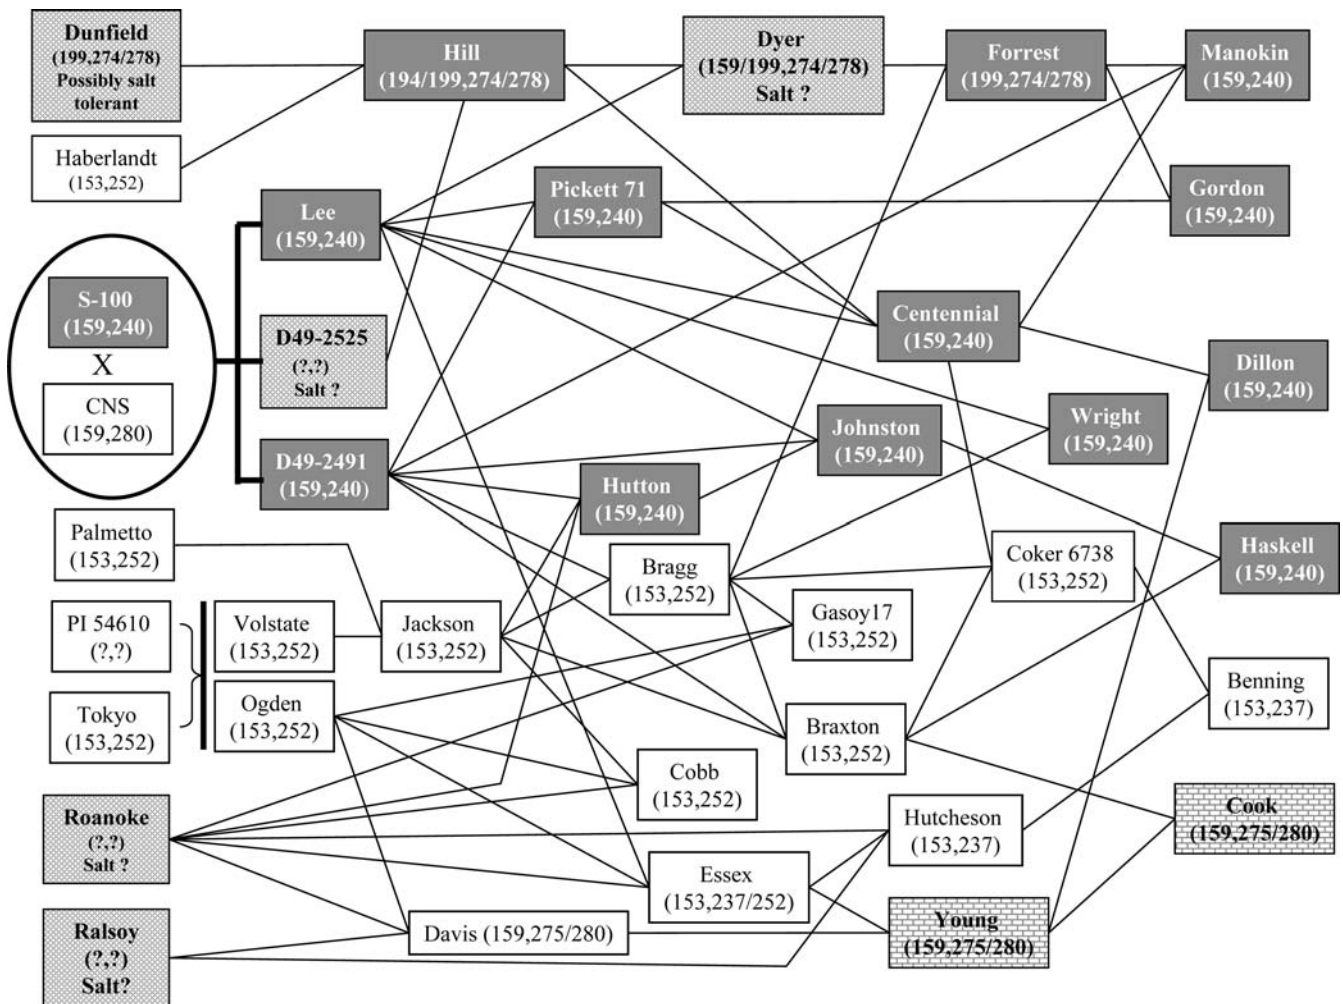 Dunfield
(199,274/278)
Possibly salt
tolerant
Hill
(194/199,274/278)
Dyer
(159/199,274/278)
Salt ?
Forrest
(199,274/278)
Manokin
(159,240)
Haberlandt
(153,252)
Lee
(159,240)
Pickett 71
(159,240)
Gordon
(159,240)
S-100
(159,240)
X
CNS
(159,280)
D49-2525
(?,?)
Salt ?
Centennial
(159,240)
Dillon
(159,240)
D49-2491
(159,240)
Hutton
(159,240)
Johnston
(159,240)
Wright
(159,240)
Haskell
(159,240)
Palmetto
(153,252)
Bragg
(153,252)
Coker 6738
(153,252)
PI 54610
(?,?)
Volstate
(153,252)
Jackson
(153,252)
Gasoy17
(153,252)
Tokyo
(153,252)
Ogden
(153,252)
Braxton
(153,252)
Benning
(153,237)
Cobb
(153,252)
Roanoke
(?,?)
Salt ?
Hutcheson
(153,237)
Cook
(159,275/280)
Essex
(153,237/252)
Ralsoy
(?,?)
Salt?
Davis (159,275/280)
Young
(159,275/280)